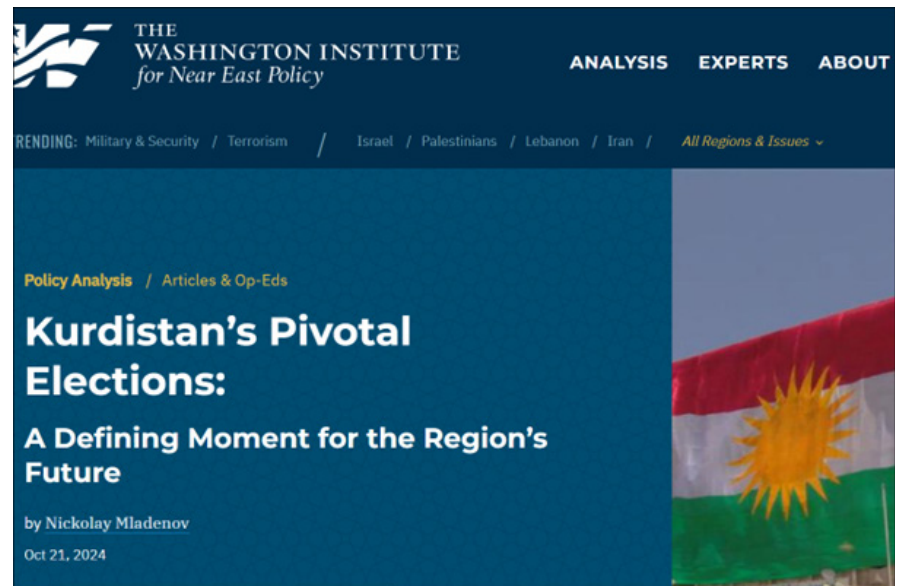 THE
WASHINGTON INSTITUTE
for Near East Policy
ANALYSIS EXPERTS ABOUT
TRENDING: Military & Security / Terrorism / Israel / Palestinians / Lebanon / Iran / All Regions & Issues
Policy Analysis / Articles & Op-Eds
Kurdistan’s Pivotal
Elections:
A Defining Moment for the Region’s
Future
by Nickolay Mladenov
Oct 21, 2024